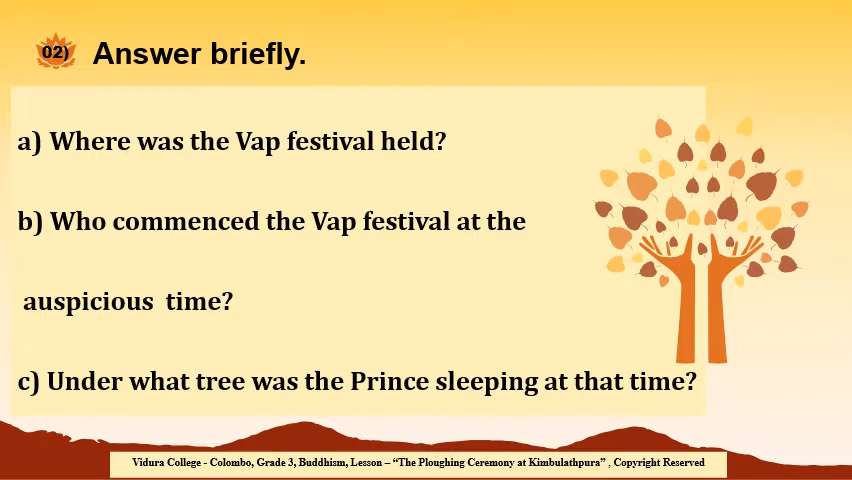 02) Answer briefly.
a) Where was the Vap festival held?
b) Who commenced the Vap festival at the
auspicious time?
c) Under what tree was the Prince sleeping at that time?
Vidura College - Colombo, Grade 3, Buddhism, Lesson – “The Ploughing Ceremony at Kimbulathpura” , Copyright Reserved